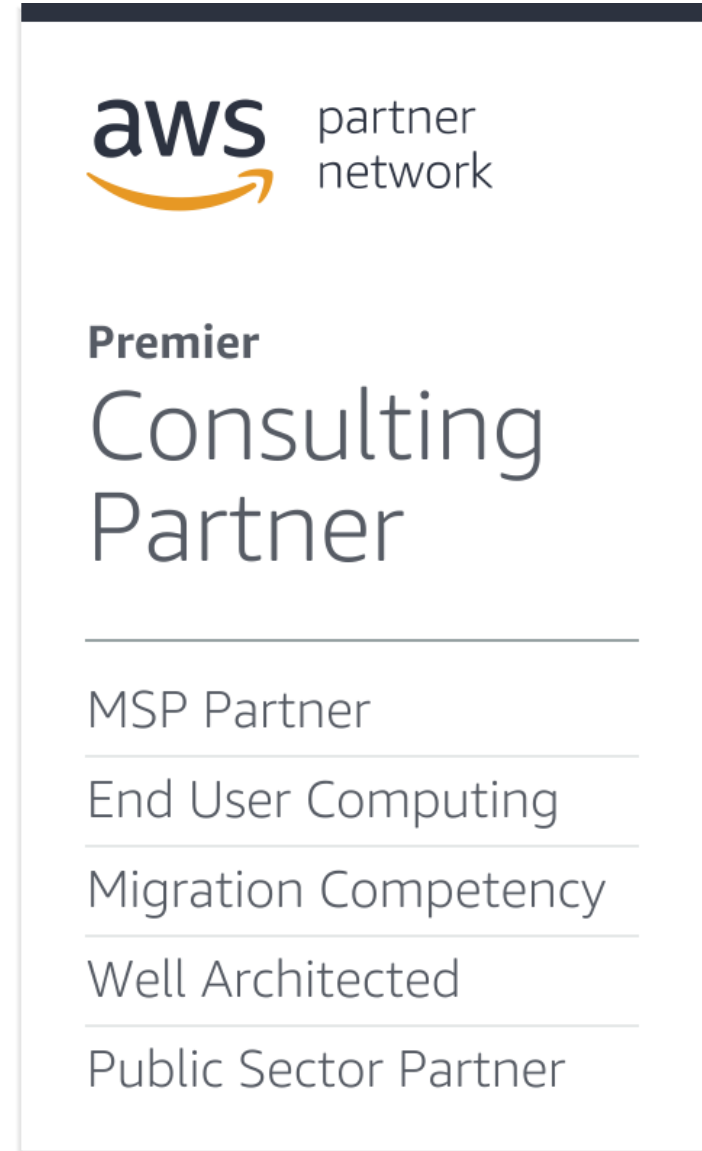 aws
partner
network
Premier
Consulting
Partner
MSP Partner
End User Computing
Migration Competency
Well Architected
Public Sector Partner